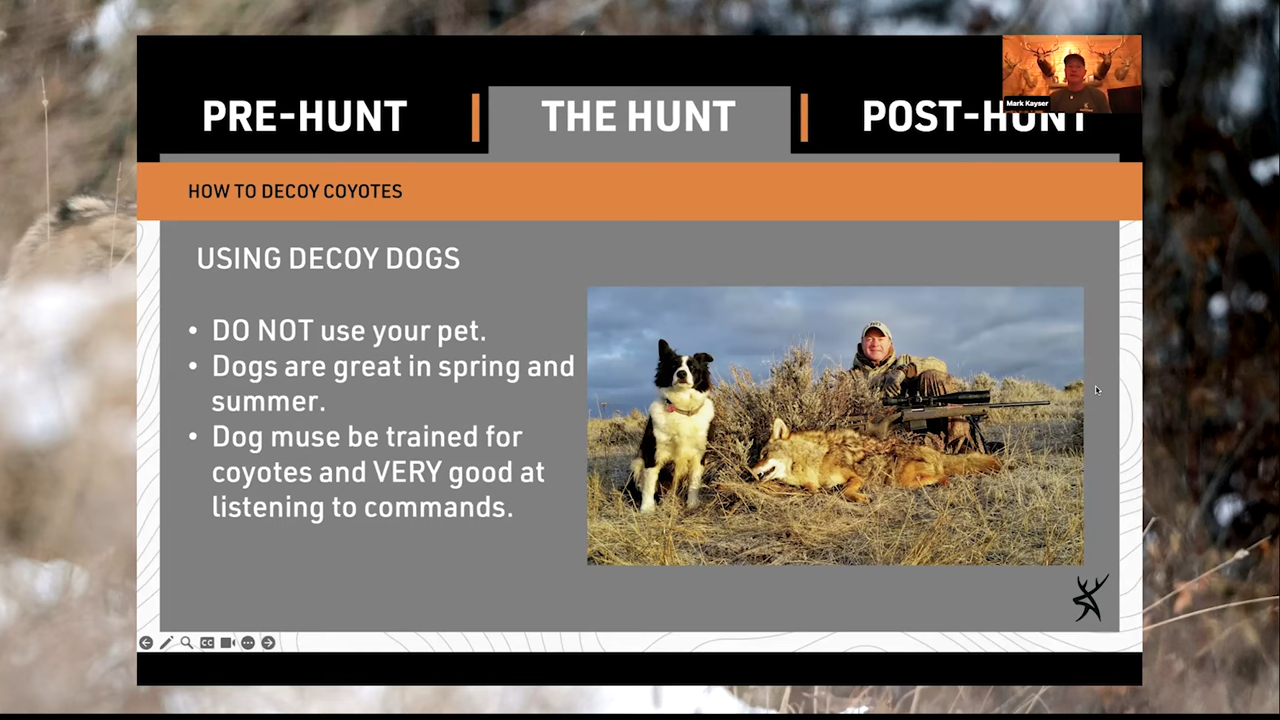 PRE-HUNT
THE HUNT
POST-HUNT
Mark Kayser
HOW TO DECOY COYOTES
USING DECOY DOGS
• DO NOT use your pet.
• Dogs are great in spring and
summer.
• Dog muse be trained for
coyotes and VERY good at
listening to commands.
CC